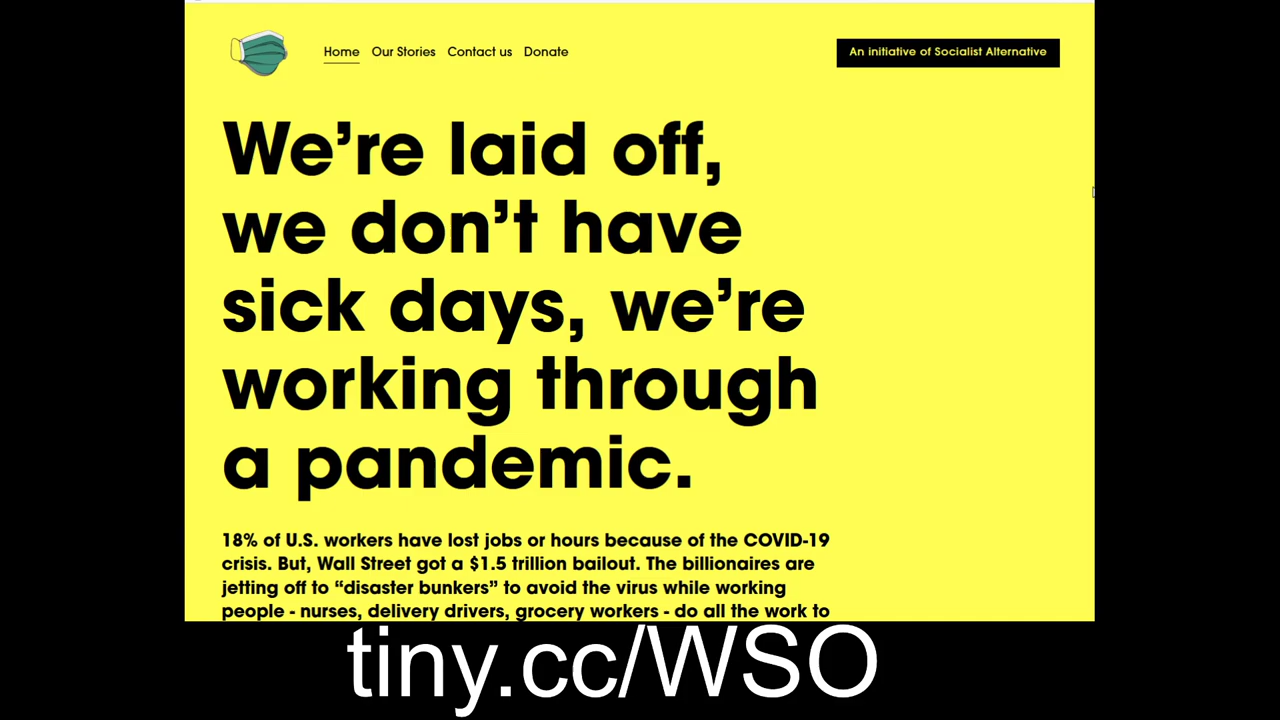 Home Our Stories Contact us Donate
An initiative of Socialist Alternative
We’re laid off,
we don’t have
sick days, we’re
working through
a pandemic.
18% of U.S. workers have lost jobs or hours because of the COVID-19
crisis. But, Wall Street got a $1.5 trillion bailout. The billionaires are
jetting off to “disaster bunkers” to avoid the virus while working
people - nurses, delivery drivers, grocery workers - do all the work to
tiny.cc/WSO